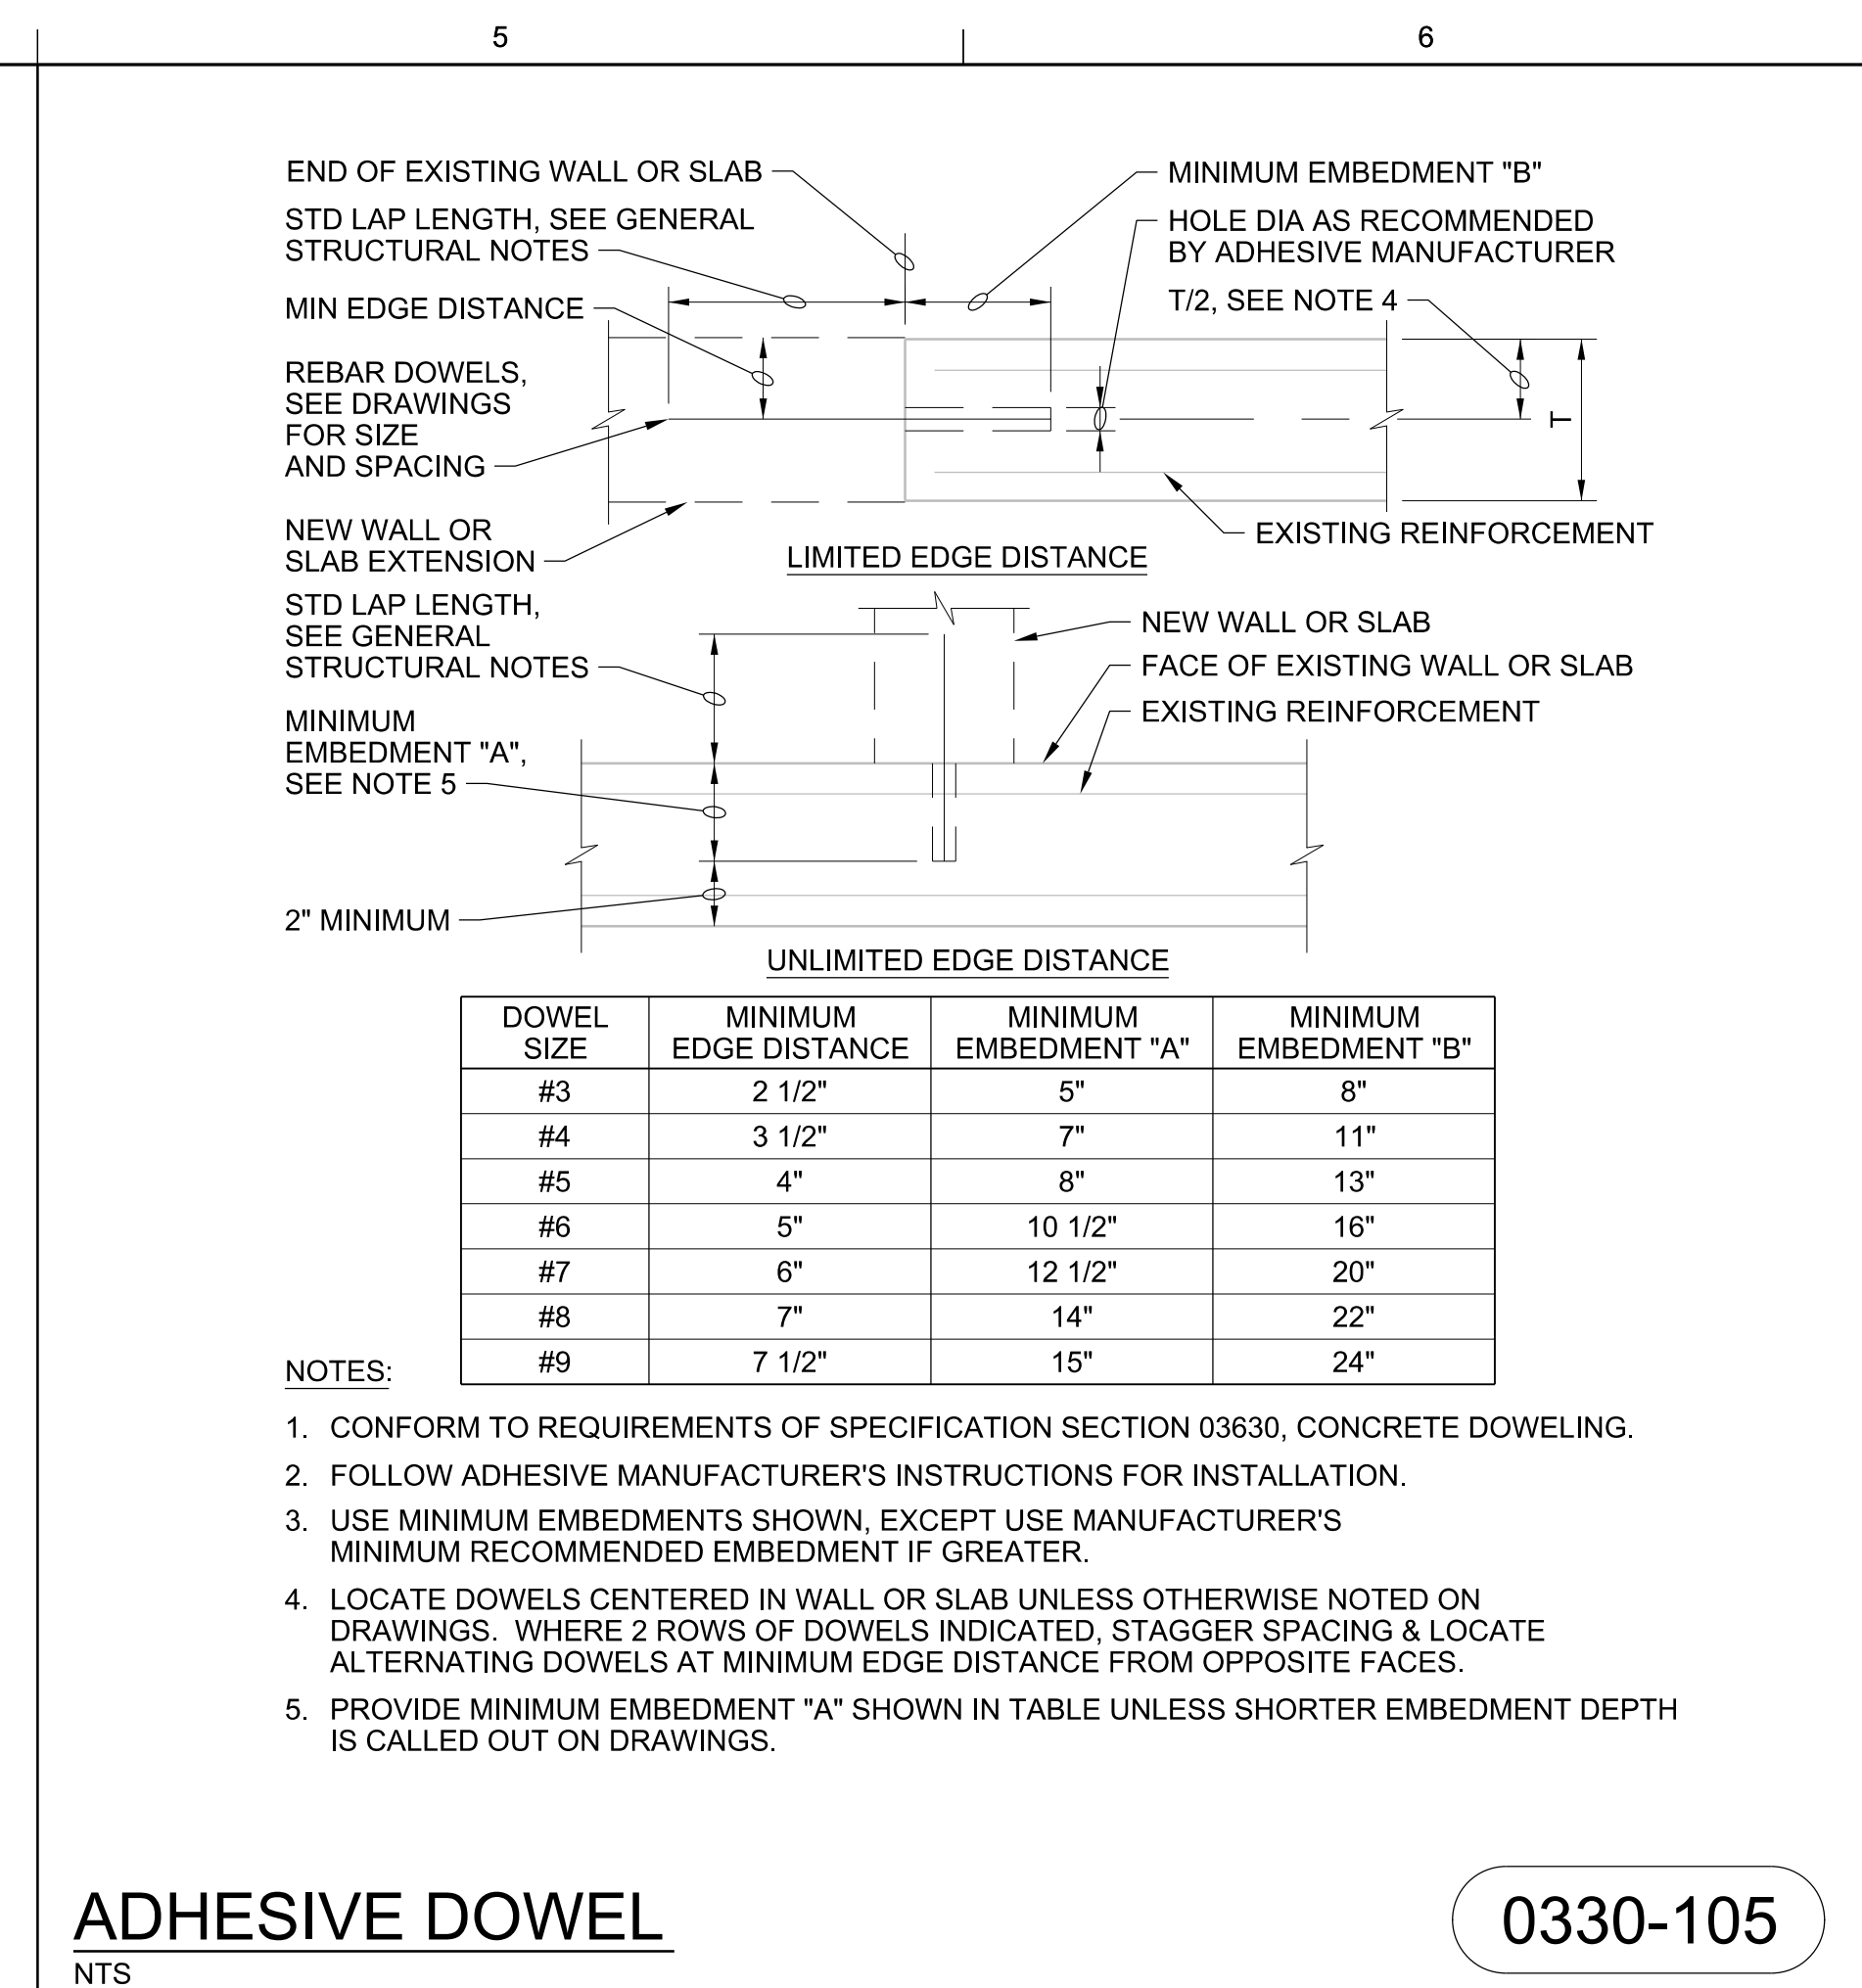 5
6
END OF EXISTING WALL OR SLAB
STD LAP LENGTH, SEE GENERAL
STRUCTURAL NOTES
MIN EDGE DISTANCE
REBAR DOWELS,
SEE DRAWINGS
FOR SIZE
AND SPACING
NEW WALL OR
SLAB EXTENSION
MINIMUM EMBEDMENT "B"
HOLE DIA AS RECOMMENDED
BY ADHESIVE MANUFACTURER
T/2, SEE NOTE 4
T
EXISTING REINFORCEMENT
LIMITED EDGE DISTANCE
STD LAP LENGTH,
SEE GENERAL
STRUCTURAL NOTES
MINIMUM
EMBEDMENT "A",
SEE NOTE 5
2" MINIMUM
NEW WALL OR SLAB
FACE OF EXISTING WALL OR SLAB
EXISTING REINFORCEMENT
UNLIMITED EDGE DISTANCE
DOWEL SIZE MINIMUM EDGE DISTANCE MINIMUM EMBEDMENT "A" MINIMUM EMBEDMENT "B"
#3 2 1/2" 5" 8"
#4 3 1/2" 7" 11"
#5 4" 8" 13"
#6 5" 10 1/2" 16"
#7 6" 12 1/2" 20"
#8 7" 14" 22"
#9 7 1/2" 15" 24"
NOTES:
1. CONFORM TO REQUIREMENTS OF SPECIFICATION SECTION 03630, CONCRETE DOWELING.
2. FOLLOW ADHESIVE MANUFACTURER'S INSTRUCTIONS FOR INSTALLATION.
3. USE MINIMUM EMBEDMENTS SHOWN, EXCEPT USE MANUFACTURER'S
MINIMUM RECOMMENDED EMBEDMENT IF GREATER.
4. LOCATE DOWELS CENTERED IN WALL OR SLAB UNLESS OTHERWISE NOTED ON
DRAWINGS. WHERE 2 ROWS OF DOWELS INDICATED, STAGGER SPACING & LOCATE
ALTERNATING DOWELS AT MINIMUM EDGE DISTANCE FROM OPPOSITE FACES.
5. PROVIDE MINIMUM EMBEDMENT "A" SHOWN IN TABLE UNLESS SHORTER EMBEDMENT DEPTH
IS CALLED OUT ON DRAWINGS.
ADHESIVE DOWEL
NTS
0330-105